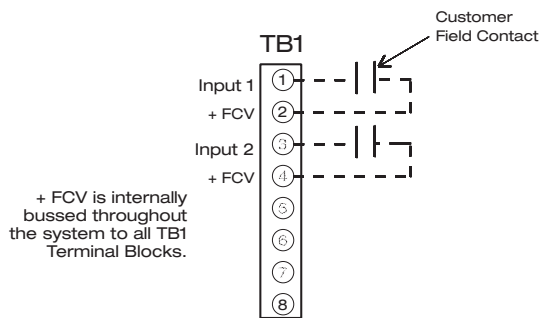 Customer
Field Contact
TB1
Input 1
1
+ FCV
2
Input 2
3
+ FCV
4
+ FCV is internally
bussed throughout
the system to all TB1
Terminal Blocks.
5
6
7
8